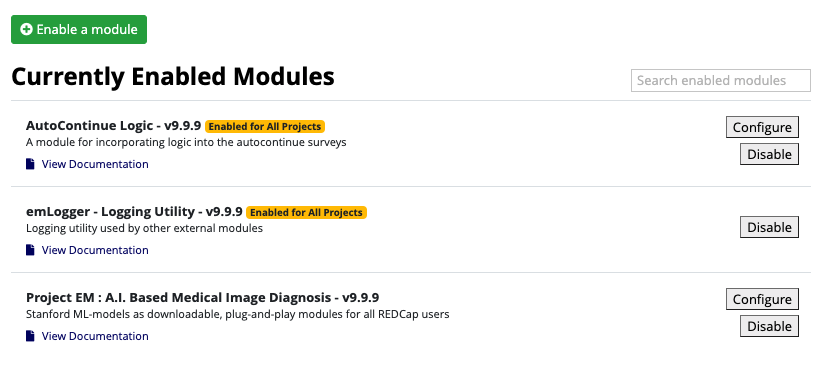 Enable a module
Currently Enabled Modules
Search enabled modules
AutoContinue Logic - v9.9.9 Enabled for All Projects
A module for incorporating logic into the autocontinue surveys
View Documentation
Configure
Disable
emLogger - Logging Utility - v9.9.9 Enabled for All Projects
Logging utility used by other external modules
View Documentation
Disable
Project EM : A.I. Based Medical Image Diagnosis - v9.9.9
Stanford ML-models as downloadable, plug-and-play modules for all REDCap users
View Documentation
Configure
Disable